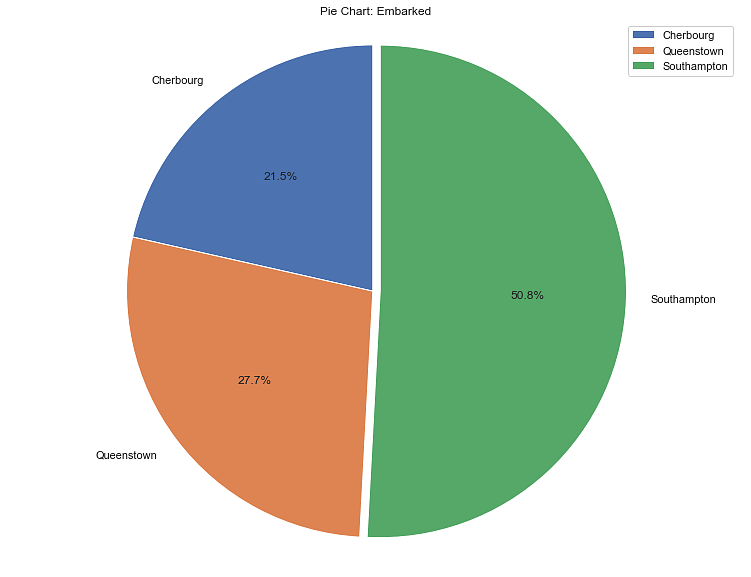 Pie Chart: Embarked
Cherbourg
Queenstown
Southampton
Cherbourg
21.5%
50.8%
Southampton
27.7%
Queenstown